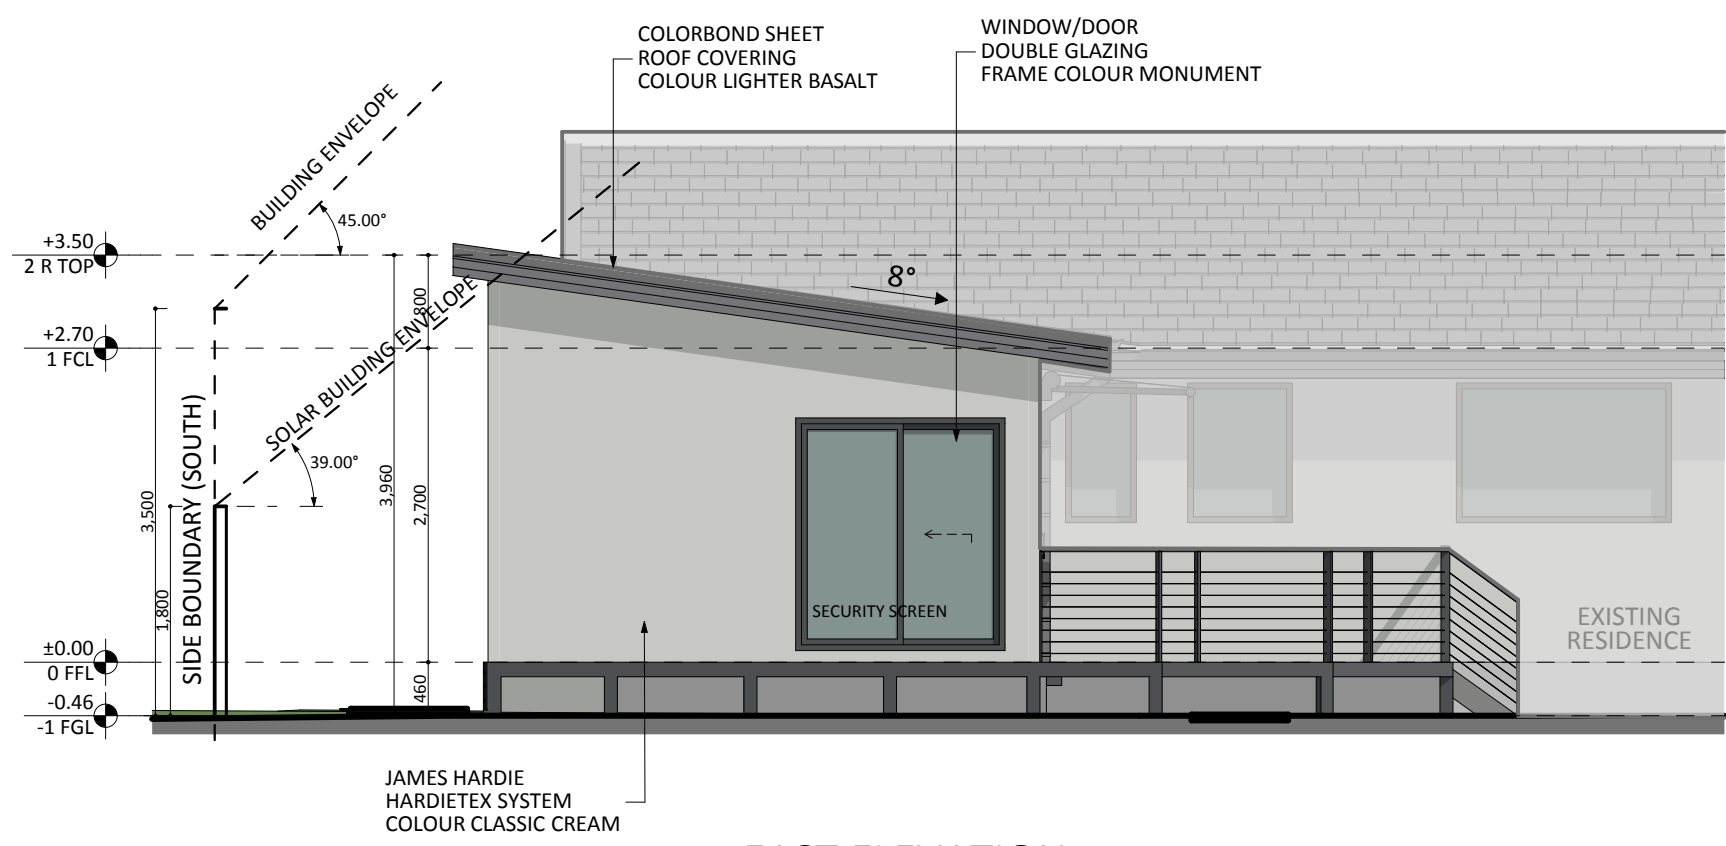 COLORBOND SHEET
ROOF COVERING
COLOUR LIGHTER BASALT
WINDOW/DOOR
DOUBLE GLAZING
FRAME COLOUR MONUMENT
BUILDING ENVELOPE
45.00°
+3.50
2 R TOP
8°
800
SOLAR BUILDING ENVELOPE
+2.70
1 FCL
39.00°
SIDE BOUNDARY (SOUTH)
3,500
1,800
3,960
2,700
460
SECURITY SCREEN
EXISTING
RESIDENCE
±0.00
0 FFL
-0.46
-1 FGL
JAMES HARDIE
HARDIETEX SYSTEM
COLOUR CLASSIC CREAM
EAST ELEVATION